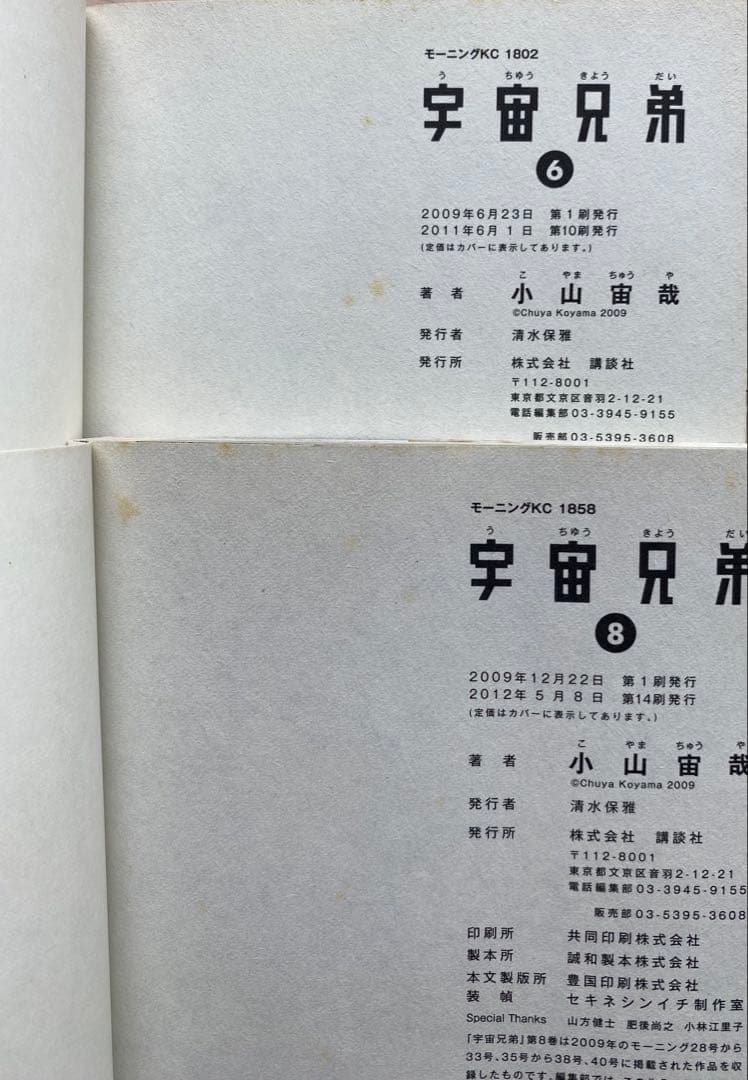 モーニングKC 1802
う ちゆう きよう だい
宇宙兄弟
6
2009年6月23日 第1刷発行
2011年6月1日 第10刷発行
(定価はカバーに表示してあります。)
こ やま ちゅう や
著者 小山宙哉
©Chuya Koyama 2009
発行者 清水保雅
発行所 株式会社 講談社
〒112-8001
東京都文京区音羽2-12-21
電話編集部03-3945-9155
販売部03-5395-3608
モーニングKC 1858
う ちゆう きよう だい
宇宙兄弟
8
2009年12月22日 第1刷発行
2012年5月8日 第14刷発行
(定価はカバーに表示してあります。)
こ やま ちゅう や
著者 小山宙哉
©Chuya Koyama 2009
発行者 清水保雅
発行所 株式会社 講談社
〒112-8001
東京都文京区音羽2-12-21
電話編集部03-3945-9155
販売部03-5395-3608
印刷所 共同印刷株式会社
製本所 誠和製本株式会社
本文製版所 豊国印刷株式会社
装幀 セキネシンイチ制作室
Special Thanks 山方健士 肥後尚之 小林江里子
「宇宙兄弟」第8巻は2009年のモーニング28号から
33号、35号から38号、40号に掲載された作品を収
録したものです。編集部では、